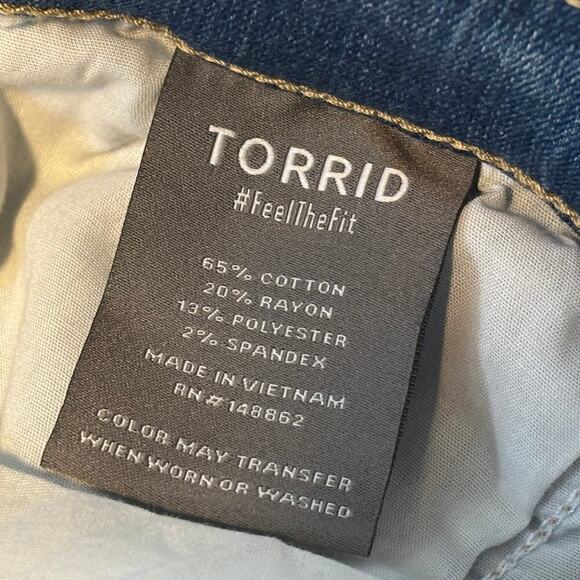 TORRID
#FeelTheFit
65% COTTON
20% RAYON
13% POLYESTER
2% SPANDEX
MADE IN VIETNAM
RN#148862
COLOR MAY TRANSFER
WHEN WORN OR WASHED